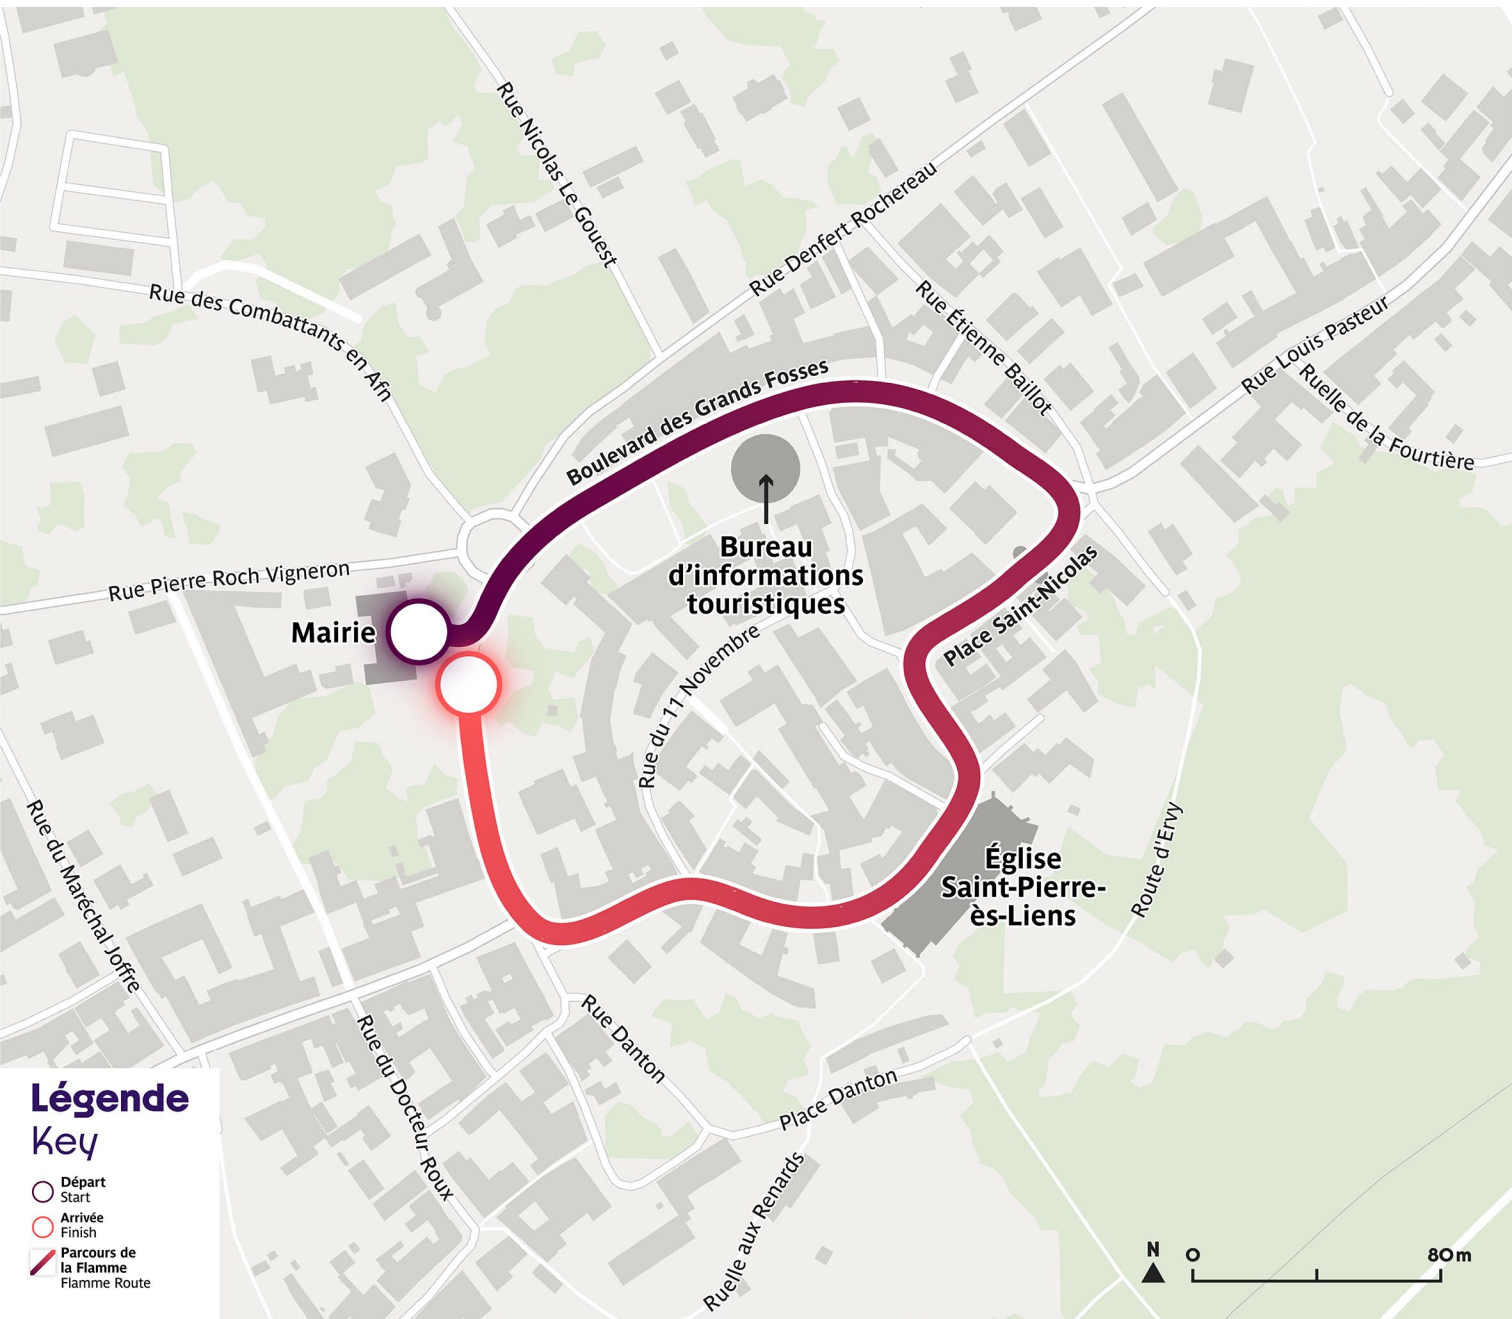 Rue Nicolas Le Gouest
Rue Denfert Rochereau
Rue des Combattants en Afn
Rue Étienne Baillot
Rue Louis Pasteur
Ruelle de la Fourtière
Boulevard des Grands Fosses
Bureau
d'informations
touristiques
Rue Pierre Roch Vigneron
Mairie
Place Saint-Nicolas
Rue du 11 Novembre
Rue du Maréchal Joffre
Église
Saint-Pierre-
ès-Liens
Route d'Ervy
Rue Danton
Place Danton
Rue du Docteur Roux
Ruelle aux Renards
Légende
Key
Départ
Start
Arrivée
Finish
Parcours de
la Flamme
Flamme Route
N
0 80 m